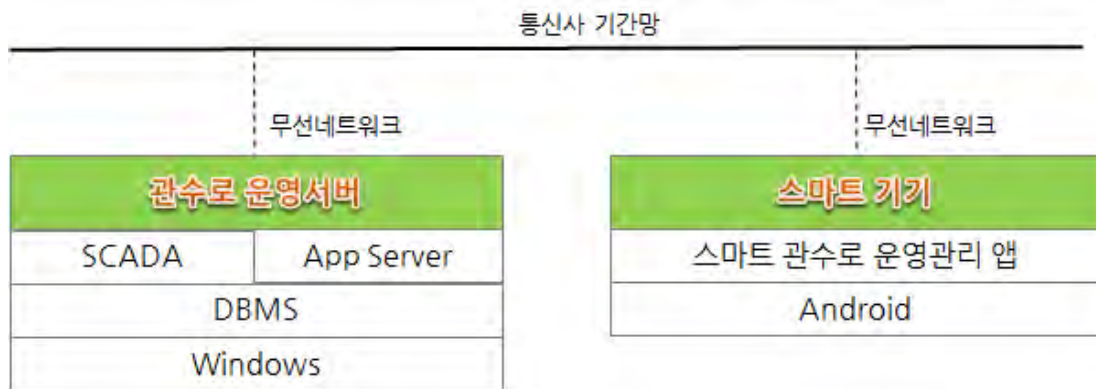 통신사 기간망
무선네트워크
무선네트워크
관수로 운영서버
스마트 기기
SCADA
App Server
스마트 관수로 운영관리 앱
DBMS
Android
Windows